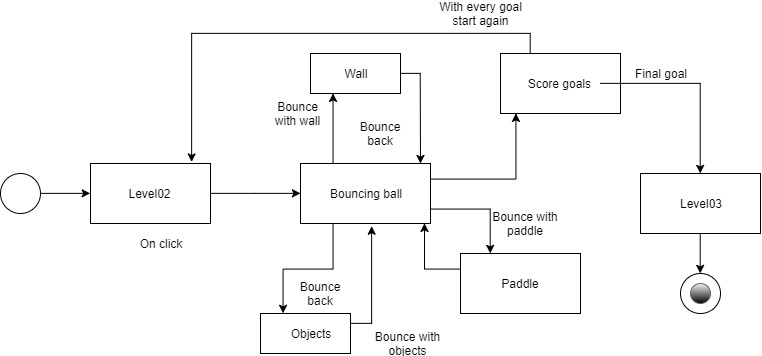 With every goal
start again
Wall
Score goals
Final goal
Bounce
with wall
Bounce
back
Level02
Bouncing ball
Level03
On click
Bounce with
paddle
Paddle
Bounce
back
Objects
Bounce with
objects